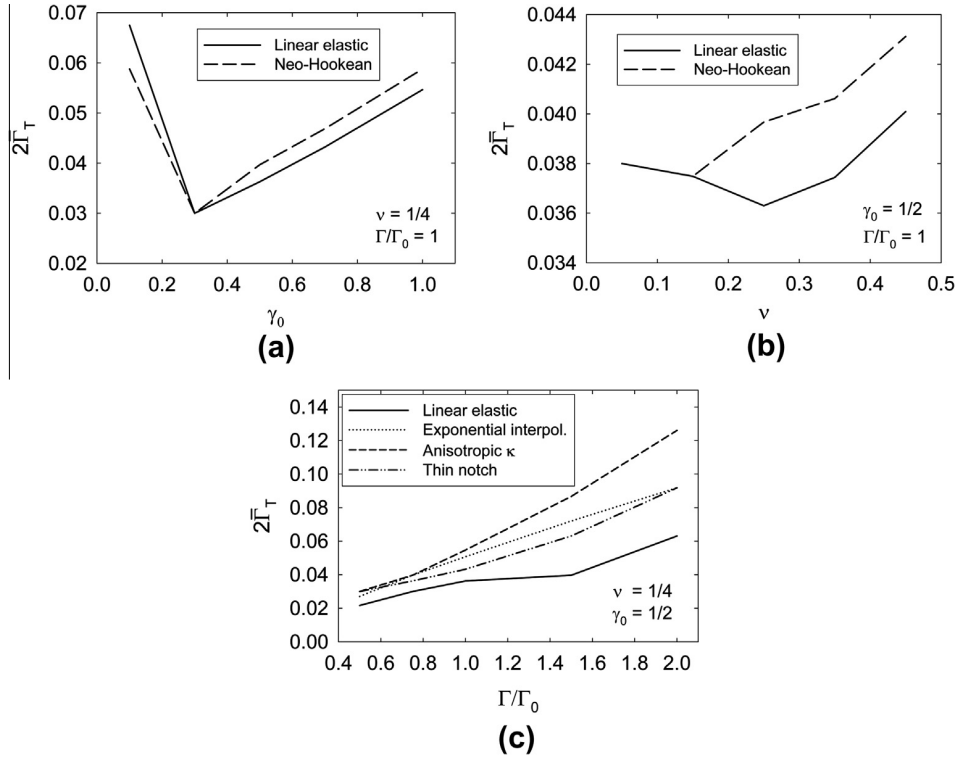 0.07
0.06
0.05
0.04
0.03
0.02
2Γ̿_T
Linear elastic
Neo-Hookean
ν = 1/4
Γ/Γ₀ = 1
0.0 0.2 0.4 0.6 0.8 1.0
γ₀
(a)
0.044
0.042
0.040
0.038
0.036
0.034
2Γ̿_T
Linear elastic
Neo-Hookean
γ₀ = 1/2
Γ/Γ₀ = 1
0.0 0.1 0.2 0.3 0.4 0.5
ν
(b)
0.14
0.12
0.10
0.08
0.06
0.04
0.02
0.00
2Γ̿_T
Linear elastic
Exponential interpol.
Anisotropic κ
Thin notch
ν = 1/4
γ₀ = 1/2
0.4 0.6 0.8 1.0 1.2 1.4 1.6 1.8 2.0
Γ/Γ₀
(c)